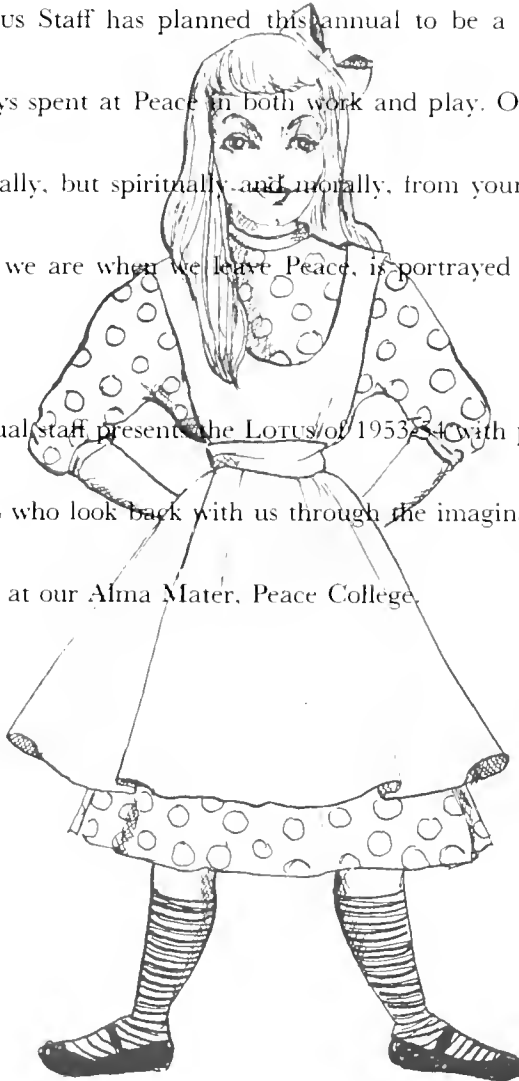 us Staff has planned this annual to be a
ys spent at Peace in both work and play. O
ally, but spiritually and morally, from your
we are when we leave Peace, is portrayed
ual staff presents the LOTUS of 1953-54 with p
who look back with us through the imagin
at our Alma Mater, Peace College.